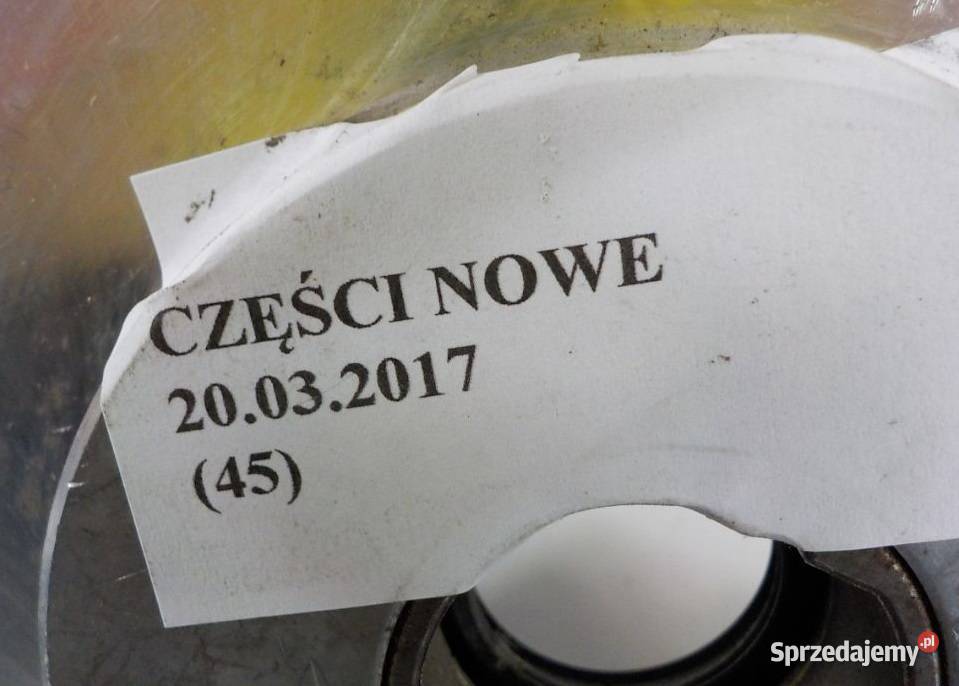 CZĘŚCI NOWE
20.03.2017
(45)
Sprzedajemy.pl